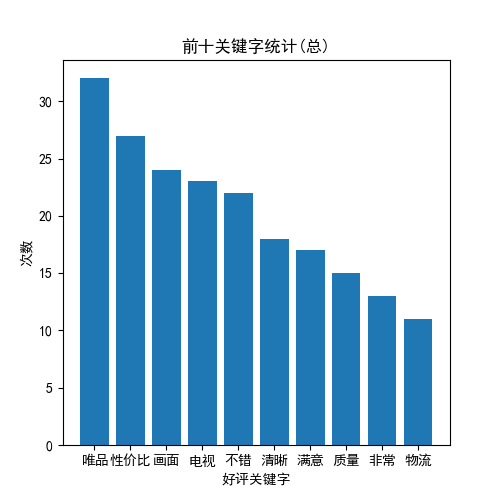 前十关键字统计(总)
次数
30
25
20
15
10
5
0
唯品 性价比 画面 电视 不错 清晰 满意 质量 非常 物流
好评关键字